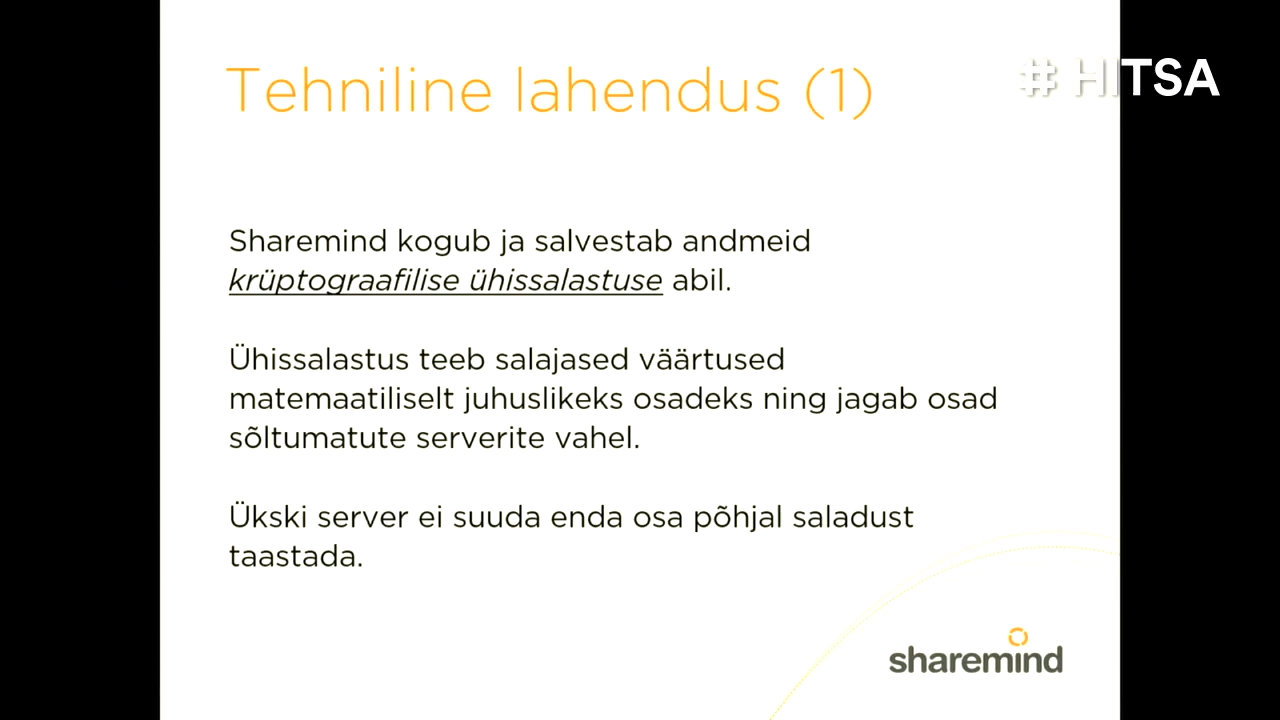 Tehniline lahendus (1)
# HITSA
Sharemind kogub ja salvestab andmeid
krüptograafilise ühissalastuse abil.
Ühissalastus teeb salajased väärtused
matemaatiliselt juhuslikeks osadeks ning jagab osad
sõltumatute serverite vahel.
Ükski server ei suuda enda osa põhjal saladust
taastada.
sharemind